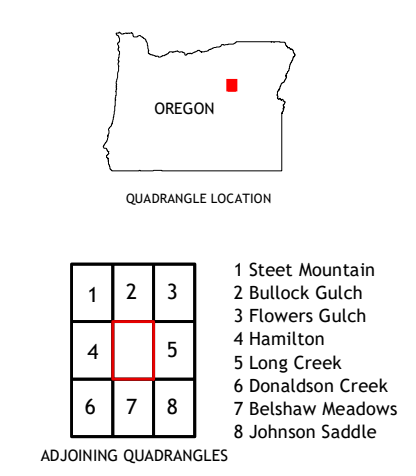 OREGON
QUADRANGLE LOCATION
1 2 3
4 5
6 7 8
ADJOINING QUADRANGLES
1 Steet Mountain
2 Bullock Gulch
3 Flowers Gulch
4 Hamilton
5 Long Creek
6 Donaldson Creek
7 Belshaw Meadows
8 Johnson Saddle